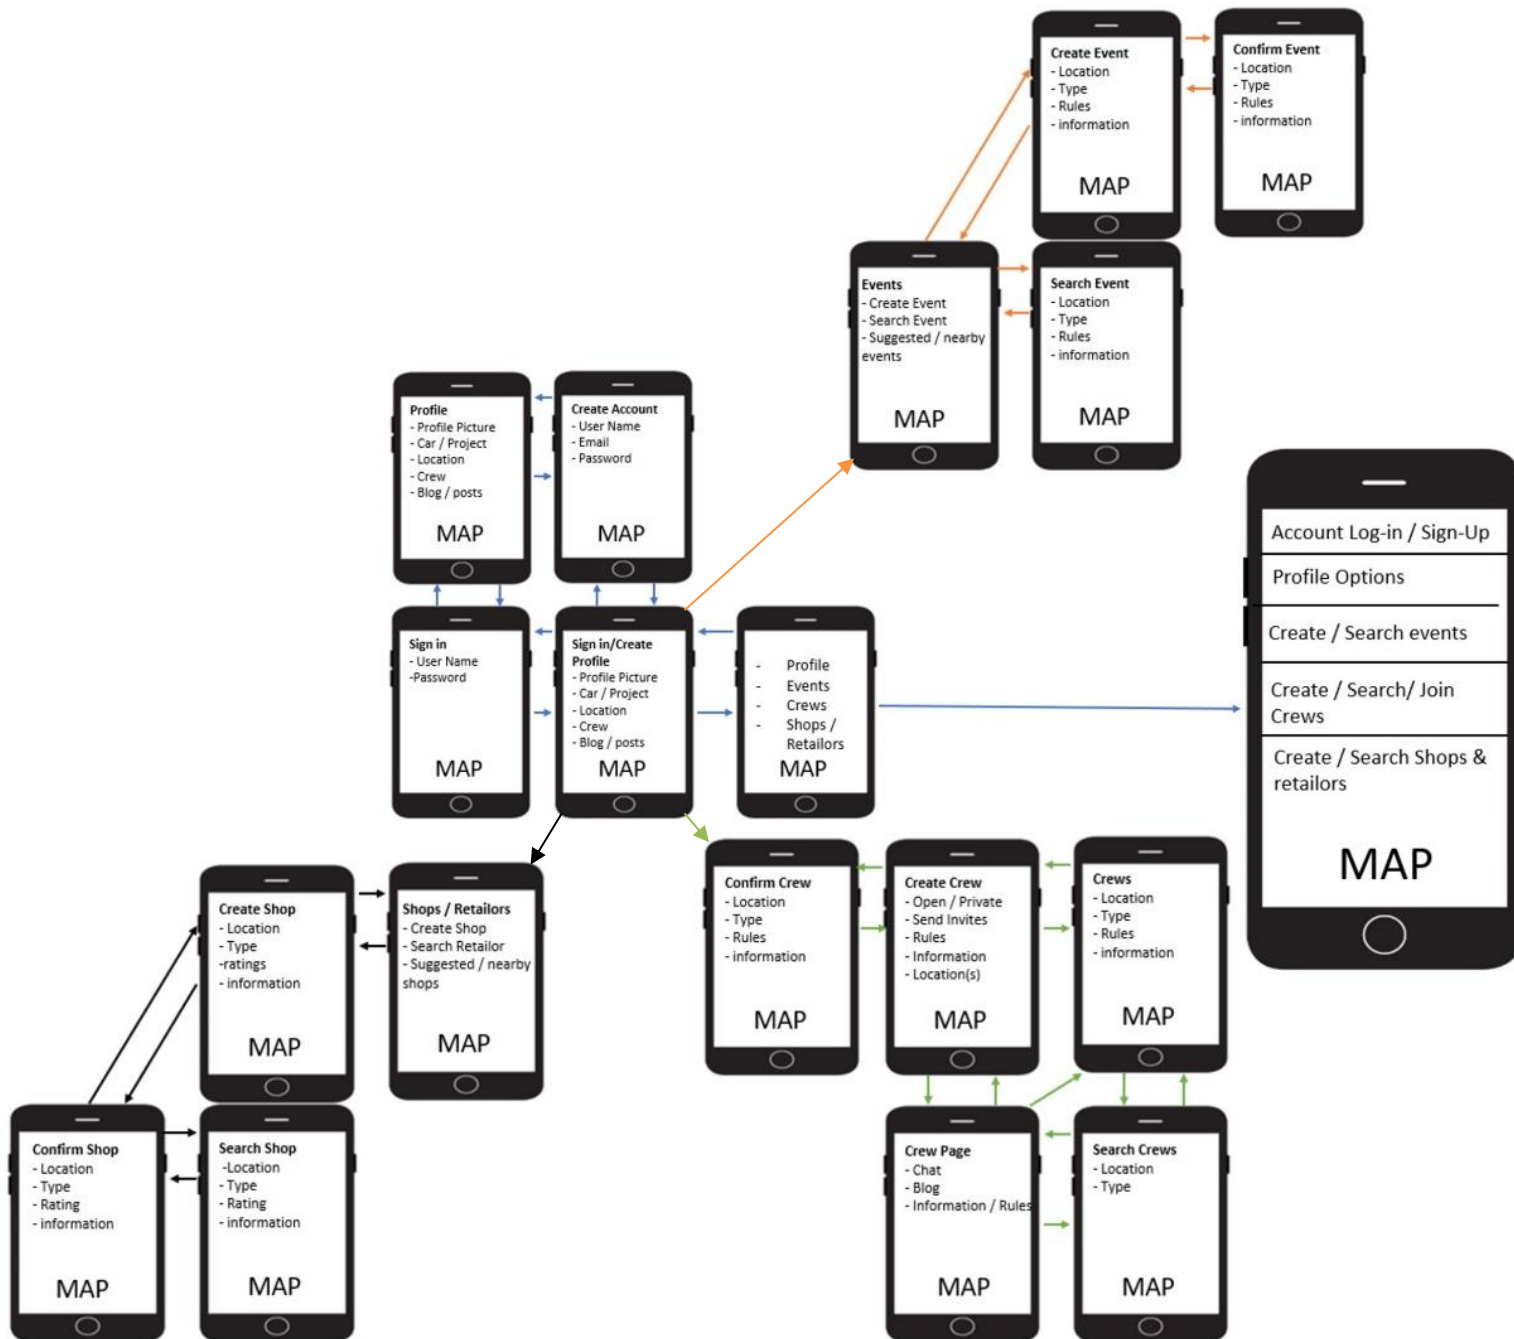 Create Event
- Location
- Type
- Rules
- information
MAP
Confirm Event
- Location
- Type
- Rules
- information
MAP
Events
- Create Event
- Search Event
- Suggested / nearby
events
MAP
Search Event
- Location
- Type
- Rules
- information
MAP
Profile
- Profile Picture
- Car / Project
- Location
- Crew
- Blog / posts
MAP
Create Account
- User Name
- Email
- Password
MAP
Sign in
- User Name
-Password
MAP
Sign in/Create
Profile
- Profile Picture
- Car / Project
- Location
- Crew
- Blog / posts
MAP
- Profile
- Events
- Crews
- Shops /
Retailors
MAP
Account Log-in / Sign-Up
Profile Options
Create / Search events
Create / Search/ Join
Crews
Create / Search Shops &
retailors
MAP
Create Shop
- Location
- Type
-ratings
- information
MAP
Shops / Retailors
- Create Shop
- Search Retailor
- Suggested / nearby
shops
MAP
Confirm Crew
- Location
- Type
- Rules
- information
MAP
Create Crew
- Open / Private
- Send Invites
- Rules
- Information
- Location(s)
MAP
Crews
- Location
- Type
- Rules
- information
MAP
Confirm Shop
- Location
- Type
- Rating
- information
MAP
Search Shop
-Location
- Type
- Rating
- information
MAP
Crew Page
- Chat
- Blog
- Information / Rules
MAP
Search Crews
- Location
- Type
MAP